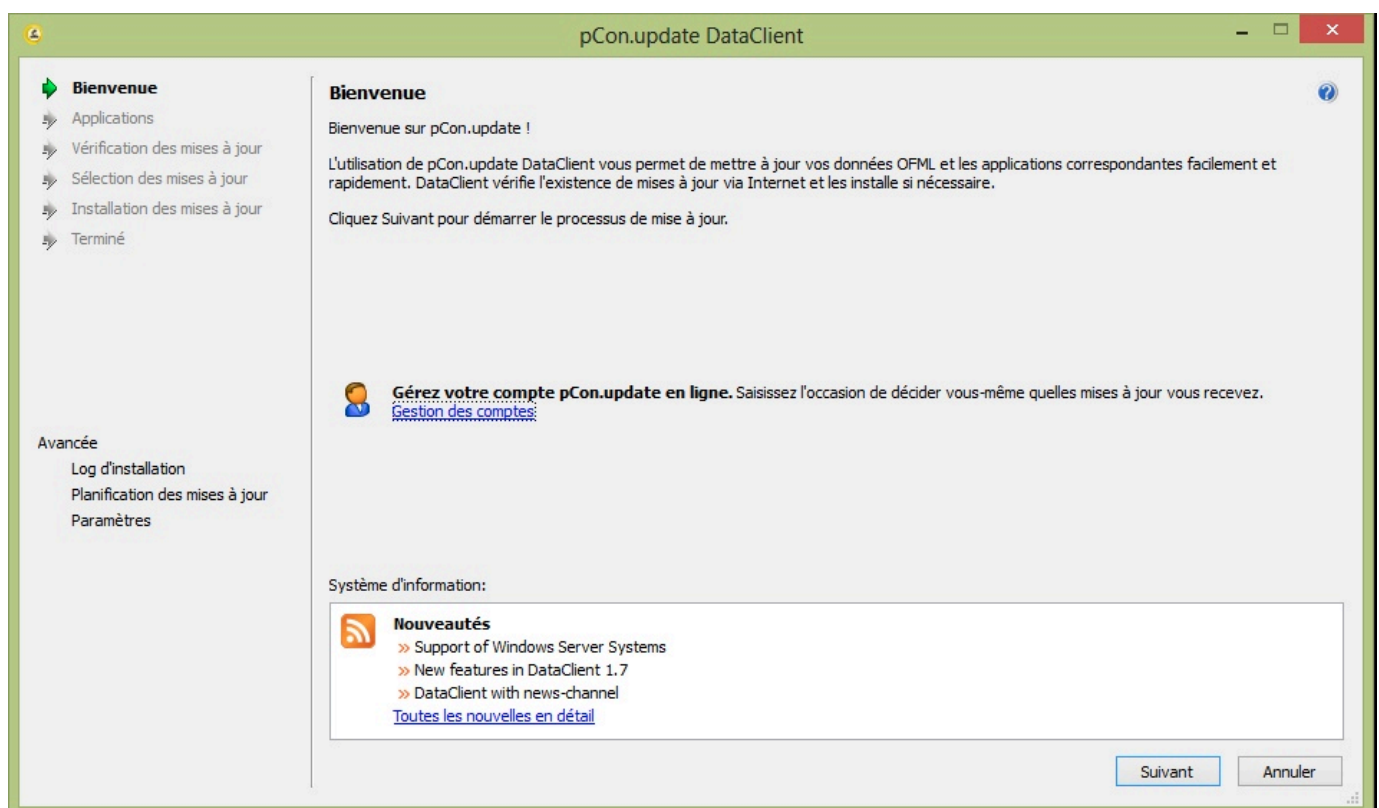 pCon.update DataClient
Bienvenue
Applications
Vérification des mises à jour
Sélection des mises à jour
Installation des mises à jour
Terminé
Avancée
Log d'installation
Planification des mises à jour
Paramètres
Bienvenue
Bienvenue sur pCon.update !
L'utilisation de pCon.update DataClient vous permet de mettre à jour vos données OFML et les applications correspondantes facilement et
rapidement. DataClient vérifie l'existence de mises à jour via Internet et les installe si nécessaire.
Cliquez Suivant pour démarrer le processus de mise à jour.
Gérez votre compte pCon.update en ligne. Saisissez l'occasion de décider vous-même quelles mises à jour vous recevez.
Gestion des comptes
Système d'information:
Nouveautés
» Support of Windows Server Systems
» New features in DataClient 1.7
» DataClient with news-channel
Toutes les nouvelles en détail
Suivant
Annuler